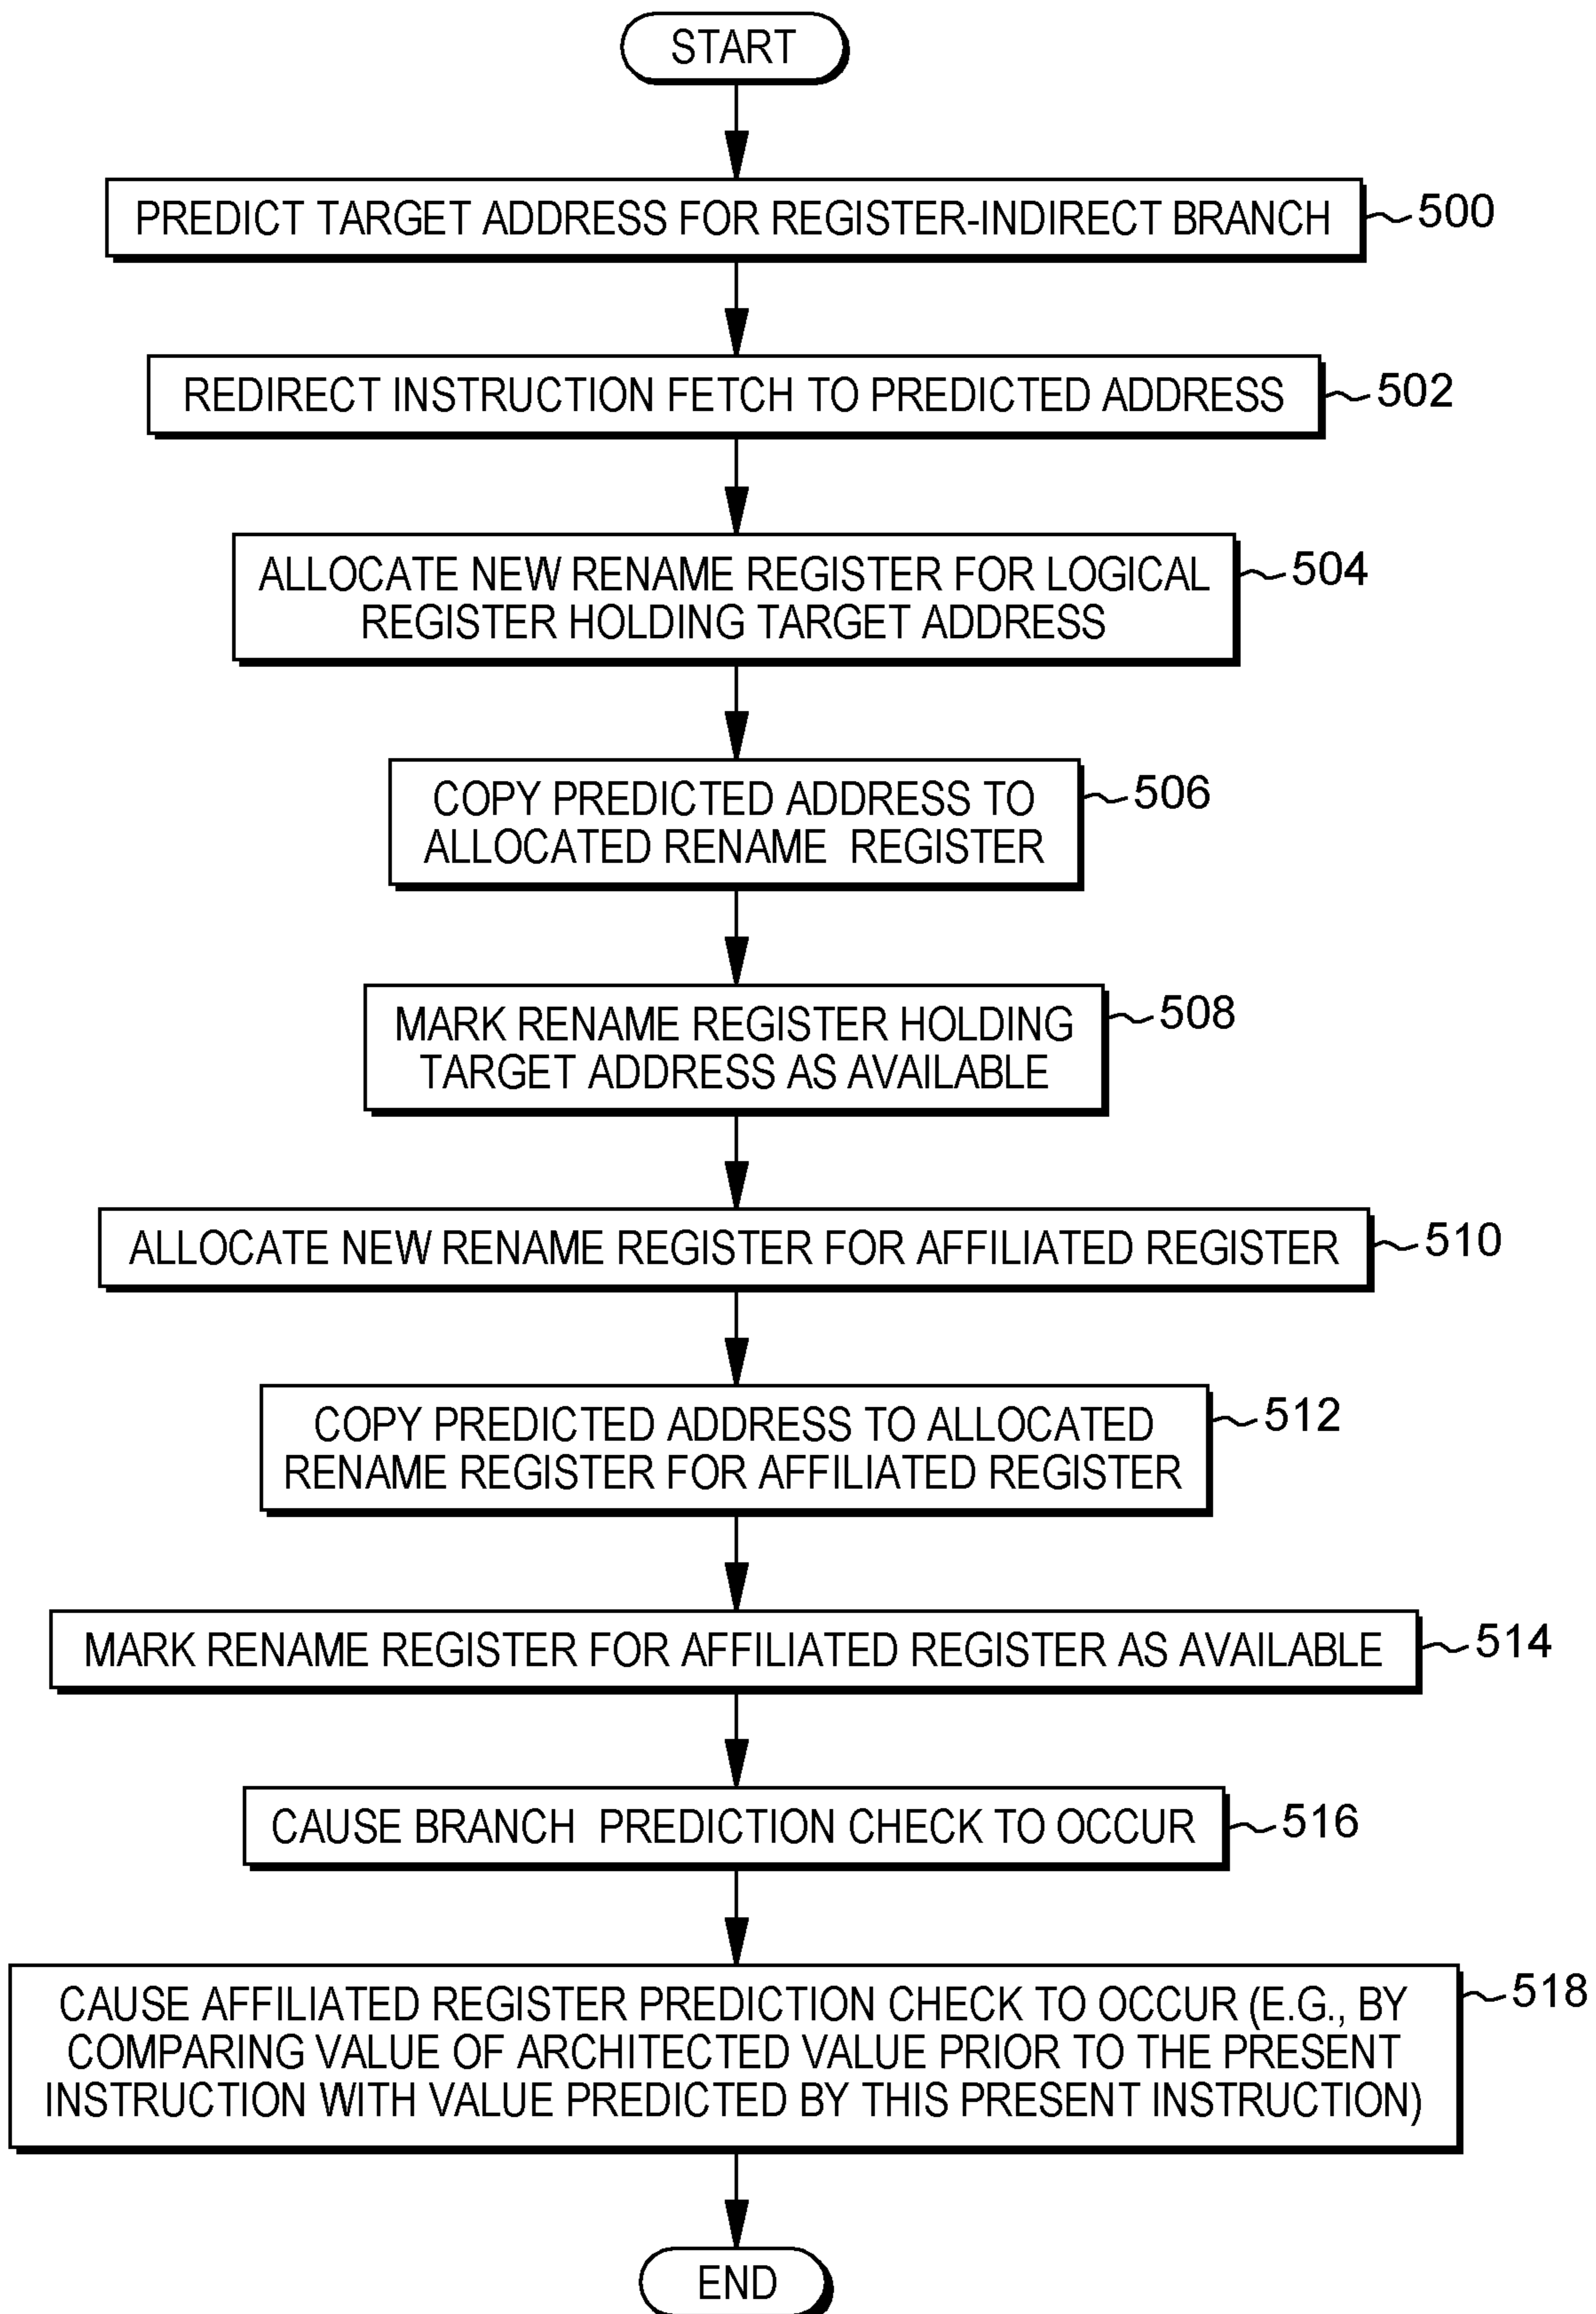 START
PREDICT TARGET ADDRESS FOR REGISTER-INDIRECT BRANCH
500
REDIRECT INSTRUCTION FETCH TO PREDICTED ADDRESS
502
ALLOCATE NEW RENAME REGISTER FOR LOGICAL
REGISTER HOLDING TARGET ADDRESS
504
COPY PREDICTED ADDRESS TO
ALLOCATED RENAME REGISTER
506
MARK RENAME REGISTER HOLDING
TARGET ADDRESS AS AVAILABLE
508
ALLOCATE NEW RENAME REGISTER FOR AFFILIATED REGISTER
510
COPY PREDICTED ADDRESS TO ALLOCATED
RENAME REGISTER FOR AFFILIATED REGISTER
512
MARK RENAME REGISTER FOR AFFILIATED REGISTER AS AVAILABLE
514
CAUSE BRANCH PREDICTION CHECK TO OCCUR
516
CAUSE AFFILIATED REGISTER PREDICTION CHECK TO OCCUR (E.G., BY
COMPARING VALUE OF ARCHITECTED VALUE PRIOR TO THE PRESENT
INSTRUCTION WITH VALUE PREDICTED BY THIS PRESENT INSTRUCTION)
518
END